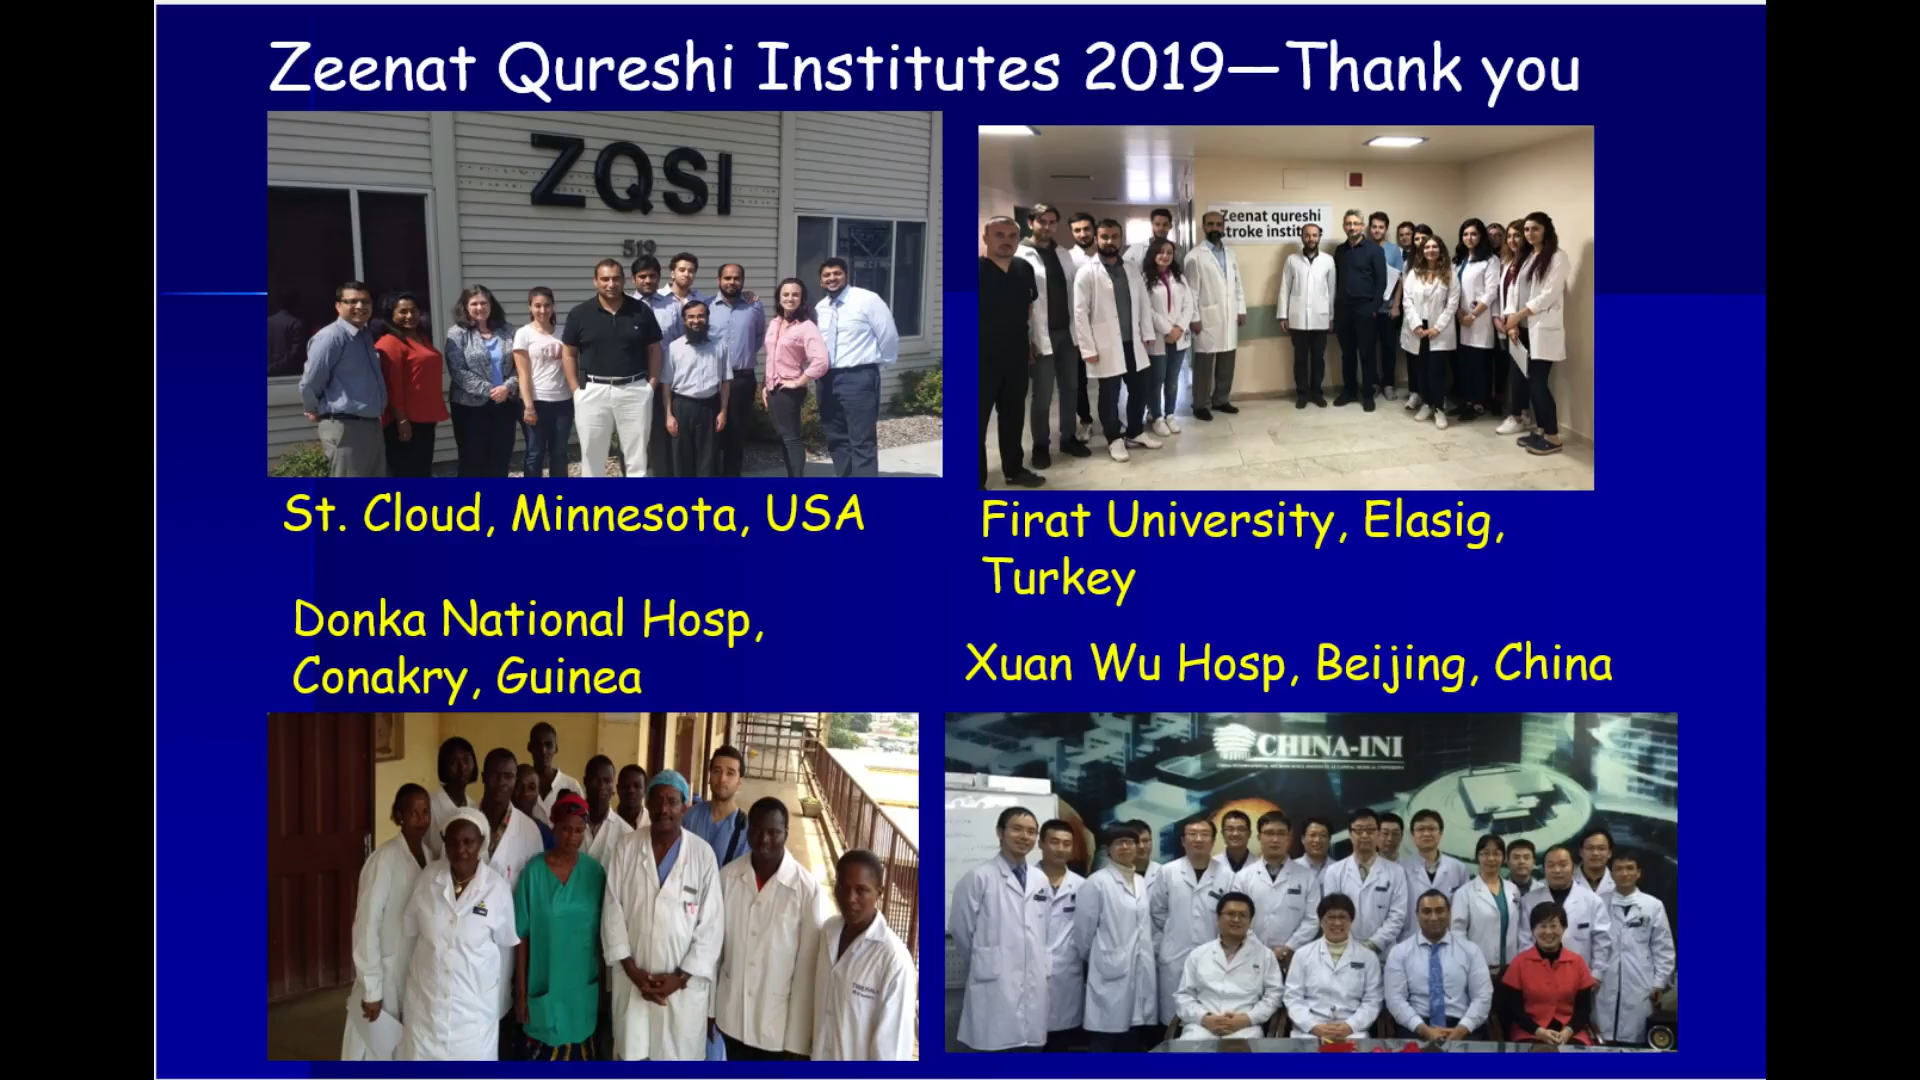 Zeenat Qureshi Institutes 2019—Thank you
ZQSI
519
Zeenat qureshi
stroke institute
St. Cloud, Minnesota, USA
Firat University, Elasig,
Turkey
Donka National Hosp,
Conakry, Guinea
Xuan Wu Hosp, Beijing, China
CHINA-INI